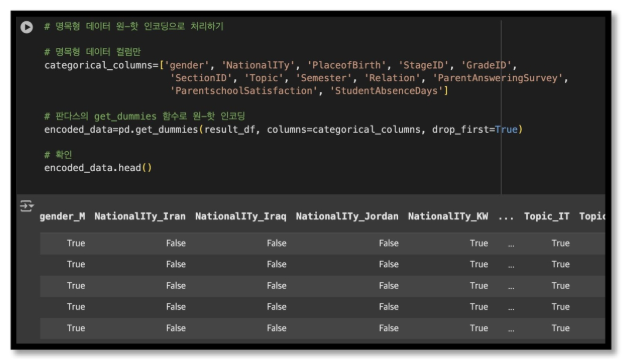 # 명목형 데이터 원-핫 인코딩으로 처리하기
# 명목형 데이터 컬럼만
categorical_columns=['gender', 'NationalITy', 'PlaceofBirth', 'StageID', 'GradeID',
'SectionID', 'Topic', 'Semester', 'Relation', 'ParentAnsweringSurvey',
'ParentschoolSatisfaction', 'StudentAbsenceDays']
# 판다스의 get_dummies 함수로 원-핫 인코딩
encoded_data=pd.get_dummies(result_df, columns=categorical_columns, drop_first=True)
# 확인
encoded_data.head()
gender_M NationalITy_Iran NationalITy_Iraq NationalITy_Jordan NationalITy_KW ... Topic_IT Topic
True False False False True ... True
True False False False True ... True
True False False False True ... True
True False False False True ... True
True False False False True ... True